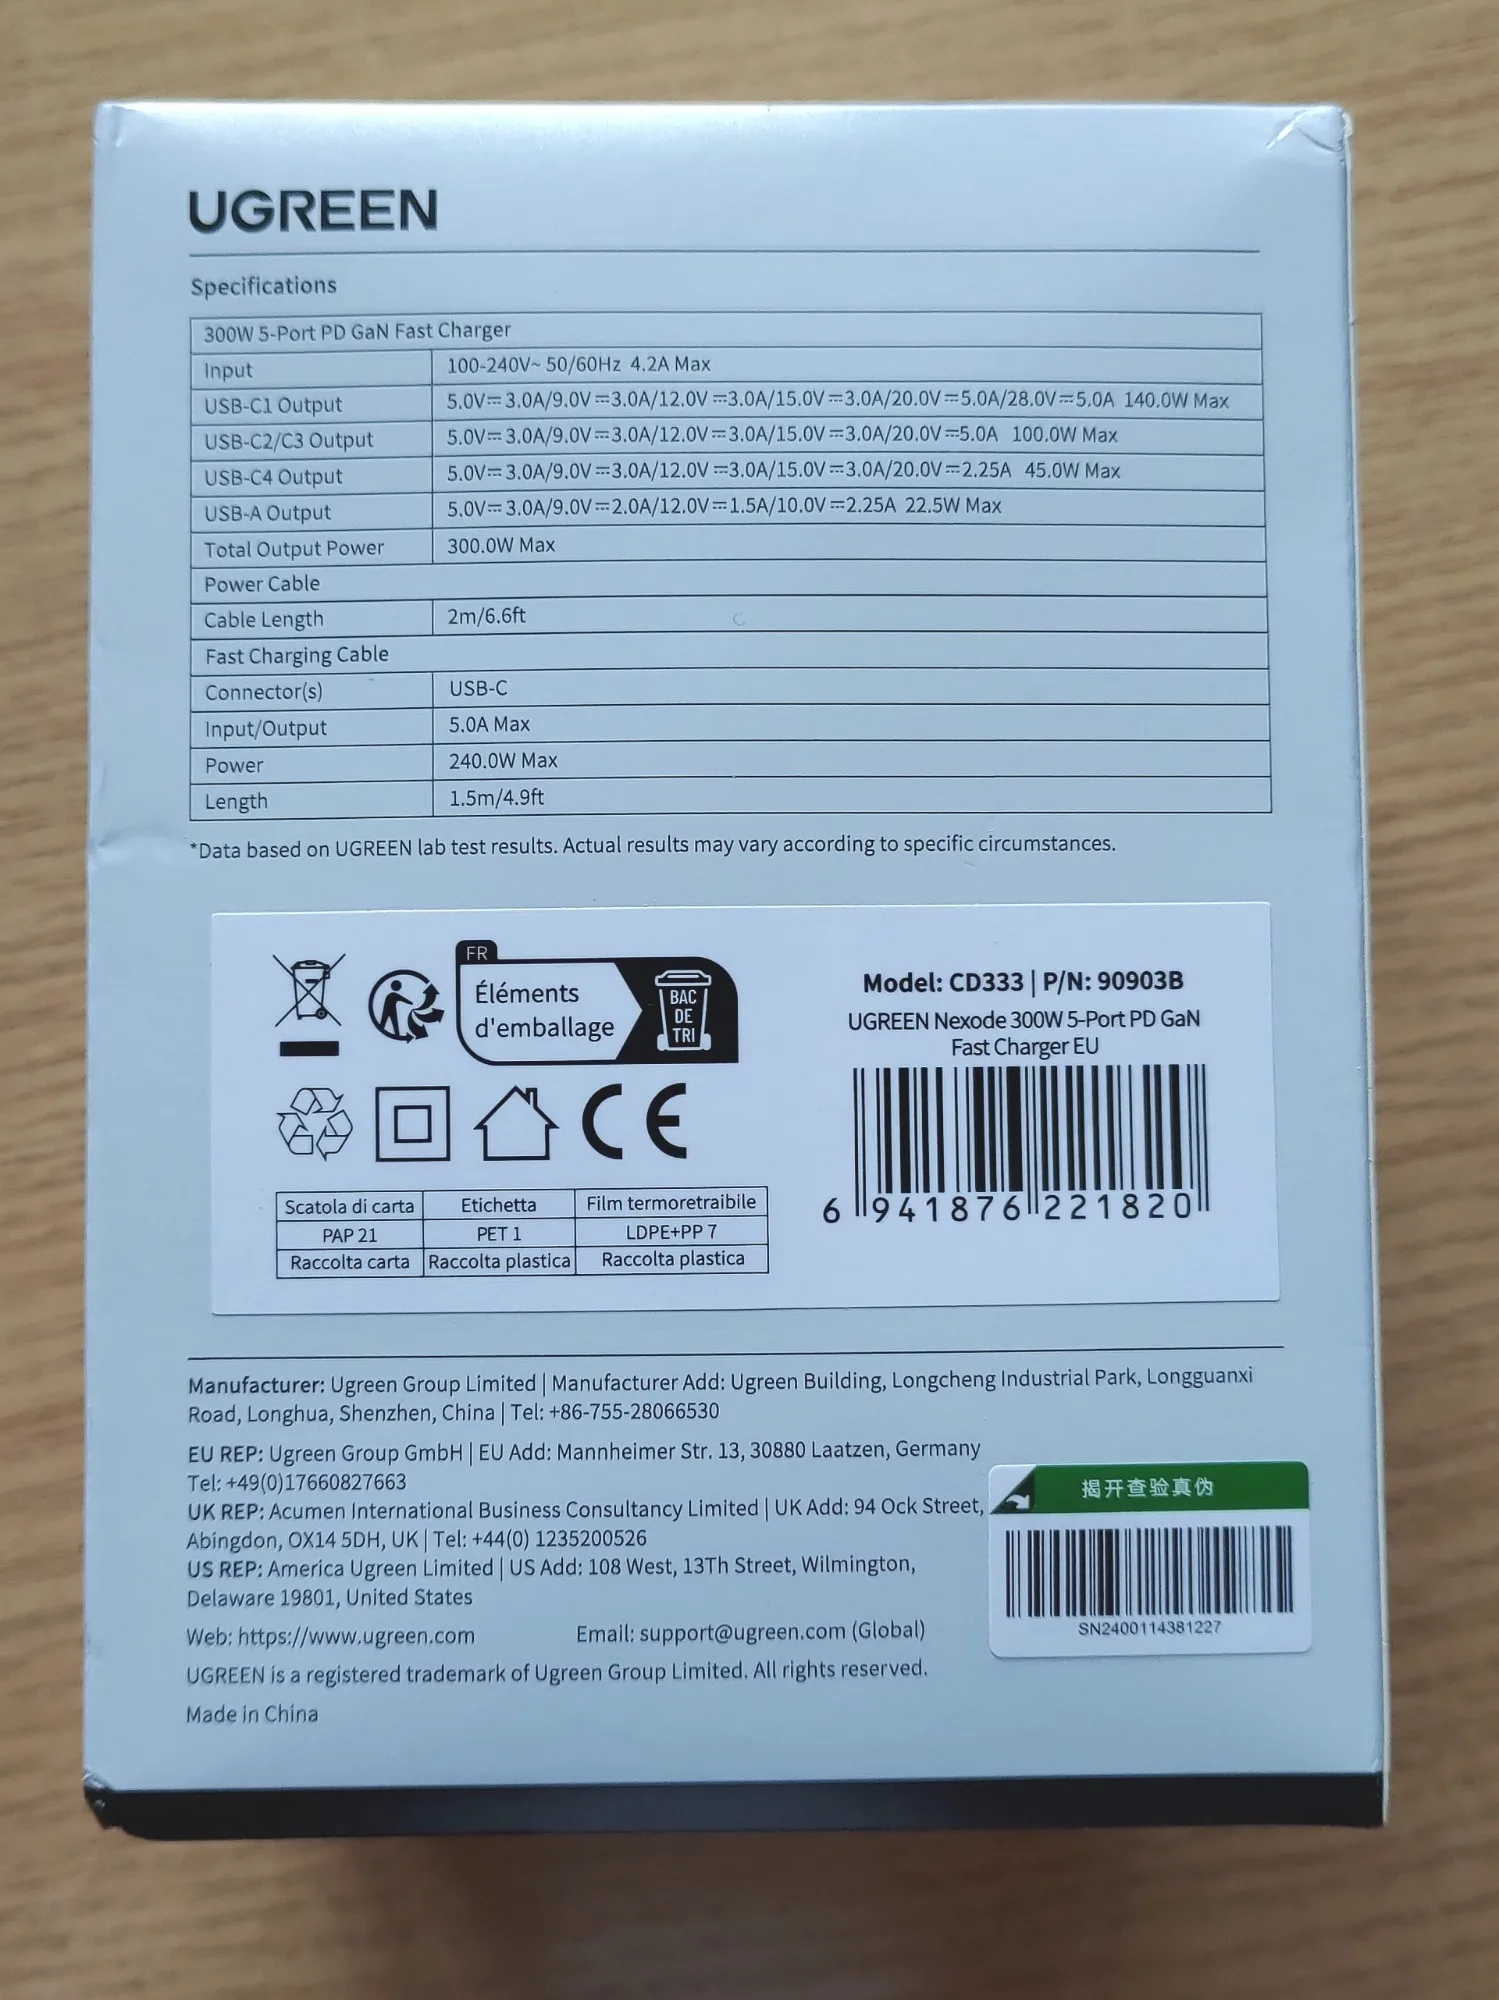 UGREEN
Specifications
300W 5-Port PD GaN Fast Charger
Input 100-240V~ 50/60Hz 4.2A Max
USB-C1 Output 5.0V⎓3.0A/9.0V⎓3.0A/12.0V⎓3.0A/15.0V⎓3.0A/20.0V⎓5.0A/28.0V⎓5.0A 140.0W Max
USB-C2/C3 Output 5.0V⎓3.0A/9.0V⎓3.0A/12.0V⎓3.0A/15.0V⎓3.0A/20.0V⎓5.0A 100.0W Max
USB-C4 Output 5.0V⎓3.0A/9.0V⎓3.0A/12.0V⎓3.0A/15.0V⎓3.0A/20.0V⎓2.25A 45.0W Max
USB-A Output 5.0V⎓3.0A/9.0V⎓2.0A/12.0V⎓1.5A/10.0V⎓2.25A 22.5W Max
Total Output Power 300.0W Max
Power Cable
Cable Length 2m/6.6ft
Fast Charging Cable
Connector(s) USB-C
Input/Output 5.0A Max
Power 240.0W Max
Length 1.5m/4.9ft
*Data based on UGREEN lab test results. Actual results may vary according to specific circumstances.
FR
Éléments
d'emballage
BAC
DE
TRI
CE
Scatola di carta Etichetta Film termoretraibile
PAP 21 PET 1 LDPE+PP 7
Raccolta carta Raccolta plastica Raccolta plastica
Model: CD333 | P/N: 90903B
UGREEN Nexode 300W 5-Port PD GaN
Fast Charger EU
6 941876 221820
Manufacturer: Ugreen Group Limited | Manufacturer Add: Ugreen Building, Longcheng Industrial Park, Longguanxi
Road, Longhua, Shenzhen, China | Tel: +86-755-28066530
EU REP: Ugreen Group GmbH | EU Add: Mannheimer Str. 13, 30880 Laatzen, Germany
Tel: +49(0)17660827663
UK REP: Acumen International Business Consultancy Limited | UK Add: 94 Ock Street,
Abingdon, OX14 5DH, UK | Tel: +44(0) 1235200526
US REP: America Ugreen Limited | US Add: 108 West, 13Th Street, Wilmington,
Delaware 19801, United States
Web: https://www.ugreen.com Email: support@ugreen.com (Global)
UGREEN is a registered trademark of Ugreen Group Limited. All rights reserved.
Made in China
揭开查验真伪
SN2400114381227